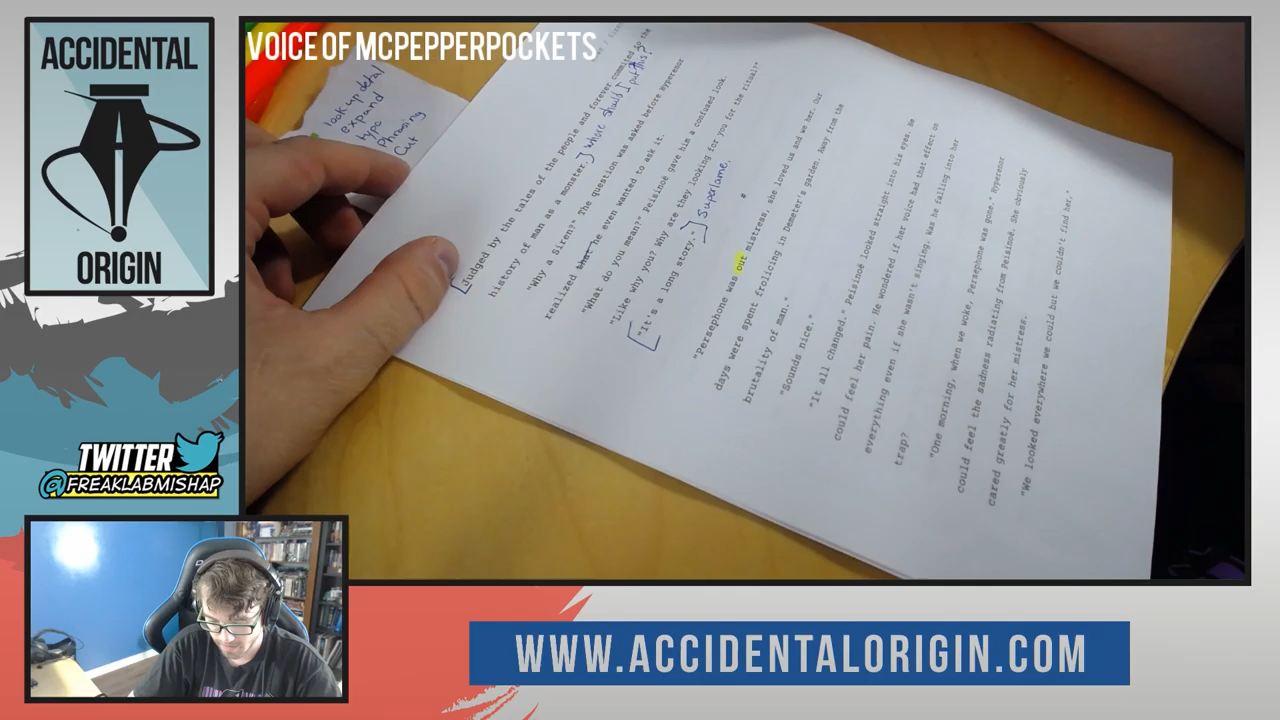 VOICE OF MCPEPPERPOCKETS
ACCIDENTAL
ORIGIN
look up detail
expand
typo
Phrasing
Cut
[Judged by the tales of the people and forever commited to the
history of man as a monster.] Where should I put this?
"Why a Siren?" The question was asked before Hyperenor
realized that he even wanted to ask it.
"What do you mean?" Peisinoë gave him a confused look.
"Like why you? Why are they looking for you for the ritual?"
["It's a long story."] Superlame.
#
"Persephone was out mistress, she loved us and we her. Our
days were spent frolicing in Demeter's garden. Away from the
brutality of man."
"Sounds nice."
"It all changed." Peisinoë looked straight into his eyes. He
could feel her pain. He wondered if her voice had that effect on
everything even if she wasn't singing. Was he falling into her
trap?
"One morning, when we woke, Persephone was gone." Hyperenor
could feel the sadness radiating from Peisinoë. She obviously
cared greatly for her mistress.
"We looked everywhere we could but we couldn't find her."
TWITTER
@FREAKLABMISHAP
WWW.ACCIDENTALORIGIN.COM